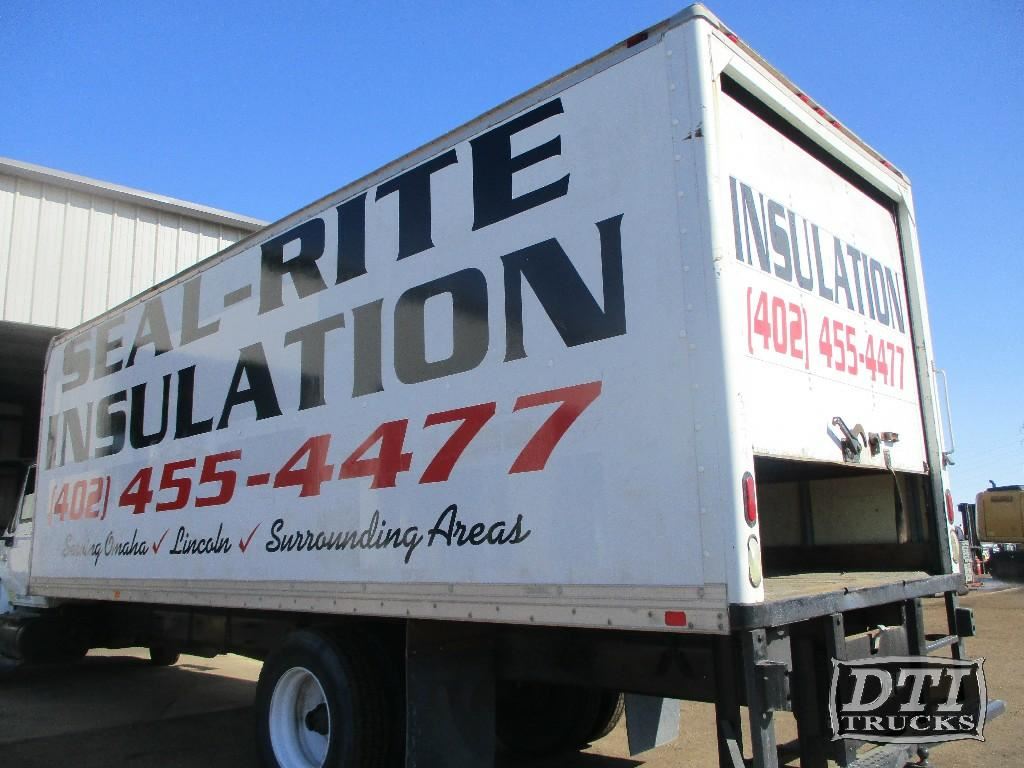 SEAL-RITE
INSULATION
(402) 455-4477
Serving Omaha ✓ Lincoln ✓ Surrounding Areas
INSULATION
(402) 455-4477
DTI
TRUCKS